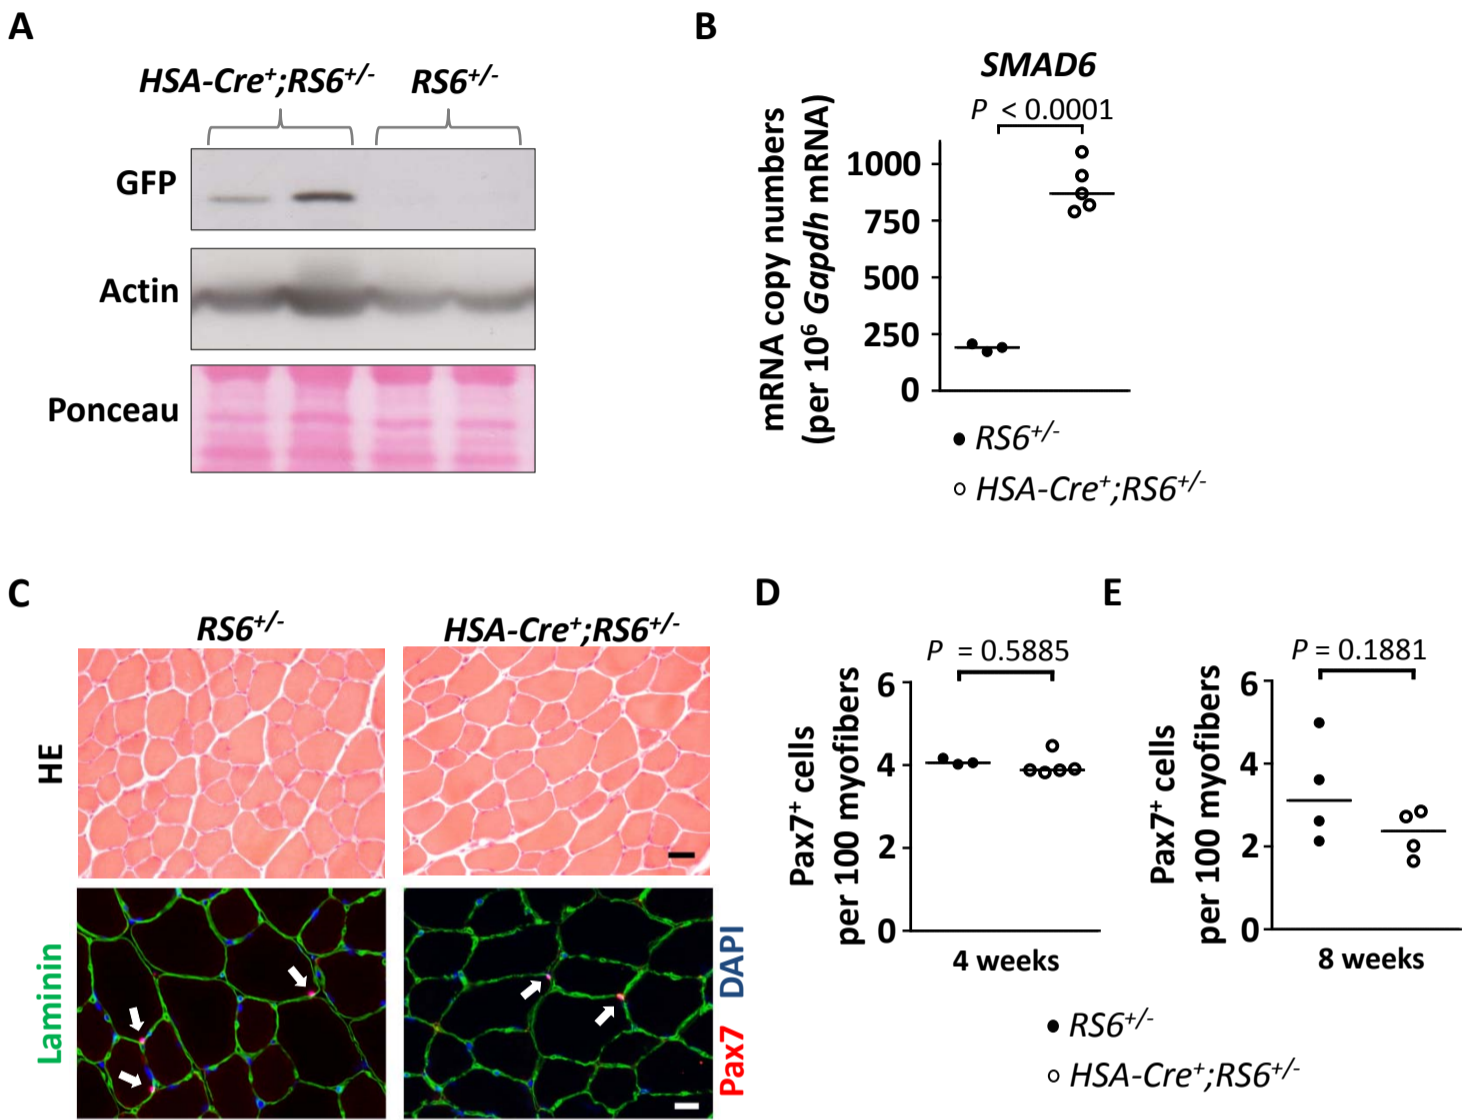 A
HSA-Cre⁺;RS6⁺/⁻ RS6⁺/⁻
GFP
Actin
Ponceau
B
SMAD6
P < 0.0001
mRNA copy numbers
(per 10⁶ Gapdh mRNA)
1000
750
500
250
0
● RS6⁺/⁻
○ HSA-Cre⁺;RS6⁺/⁻
C
RS6⁺/⁻ HSA-Cre⁺;RS6⁺/⁻
HE
Laminin
Pax7 DAPI
D
P = 0.5885
Pax7⁺ cells
per 100 myofibers
6
4
2
0
4 weeks
E
P = 0.1881
Pax7⁺ cells
per 100 myofibers
6
4
2
0
8 weeks
● RS6⁺/⁻
○ HSA-Cre⁺;RS6⁺/⁻